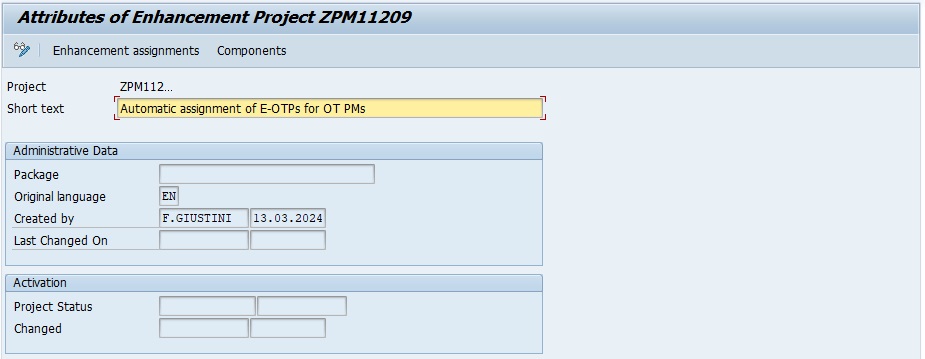 Attributes of Enhancement Project ZPM11209
Enhancement assignments Components
Project ZPM112...
Short text Automatic assignment of E-OTPs for OT PMs
Administrative Data
Package
Original language EN
Created by F.GIUSTINI 13.03.2024
Last Changed On
Activation
Project Status
Changed